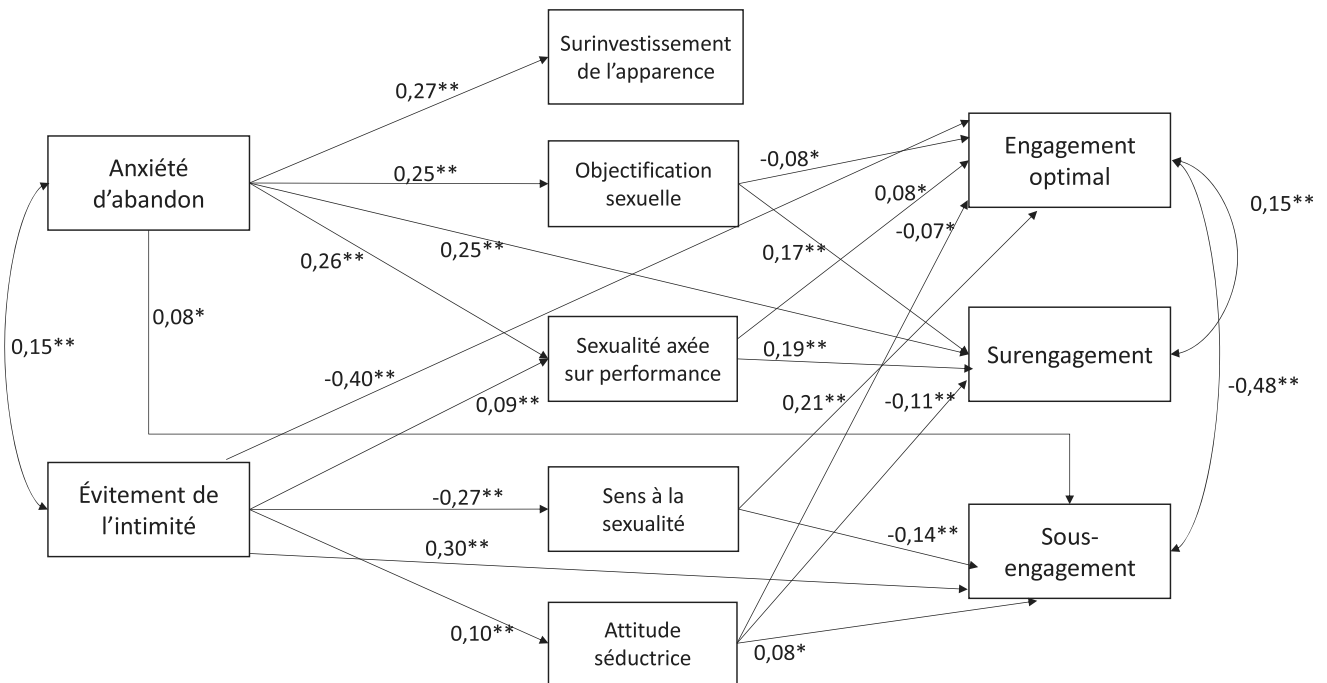 Surinvestissement
de l’apparence
0,27**
Anxiété
d’abandon
0,25**
Objectification
sexuelle
-0,08*
Engagement
optimal
0,08*
0,15**
-0,07*
0,26**
0,25**
0,17**
0,08*
0,15**
Sexualité axée
sur performance
0,19**
Surengagement
-0,40**
0,09**
0,21**
-0,11**
-0,48**
Évitement de
l’intimité
-0,27**
Sens à la
sexualité
-0,14**
Sous-
engagement
0,30**
0,10**
Attitude
séductrice
0,08*